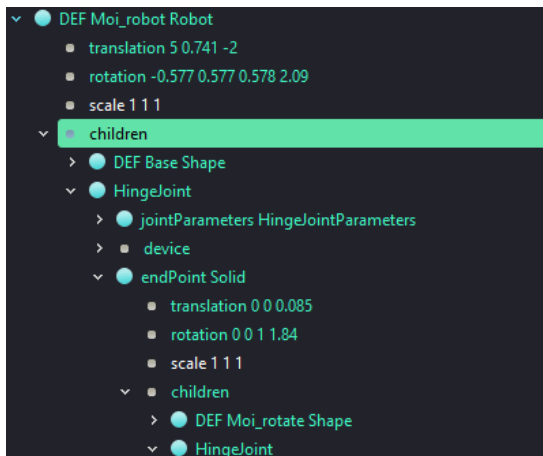 DEF Moi_robot Robot
translation 5 0.741 -2
rotation -0.577 0.577 0.578 2.09
scale 1 1 1
children
DEF Base Shape
HingeJoint
jointParameters HingeJointParameters
device
endPoint Solid
translation 0 0 0.085
rotation 0 0 1 1.84
scale 1 1 1
children
DEF Moi_rotate Shape
HingeJoint